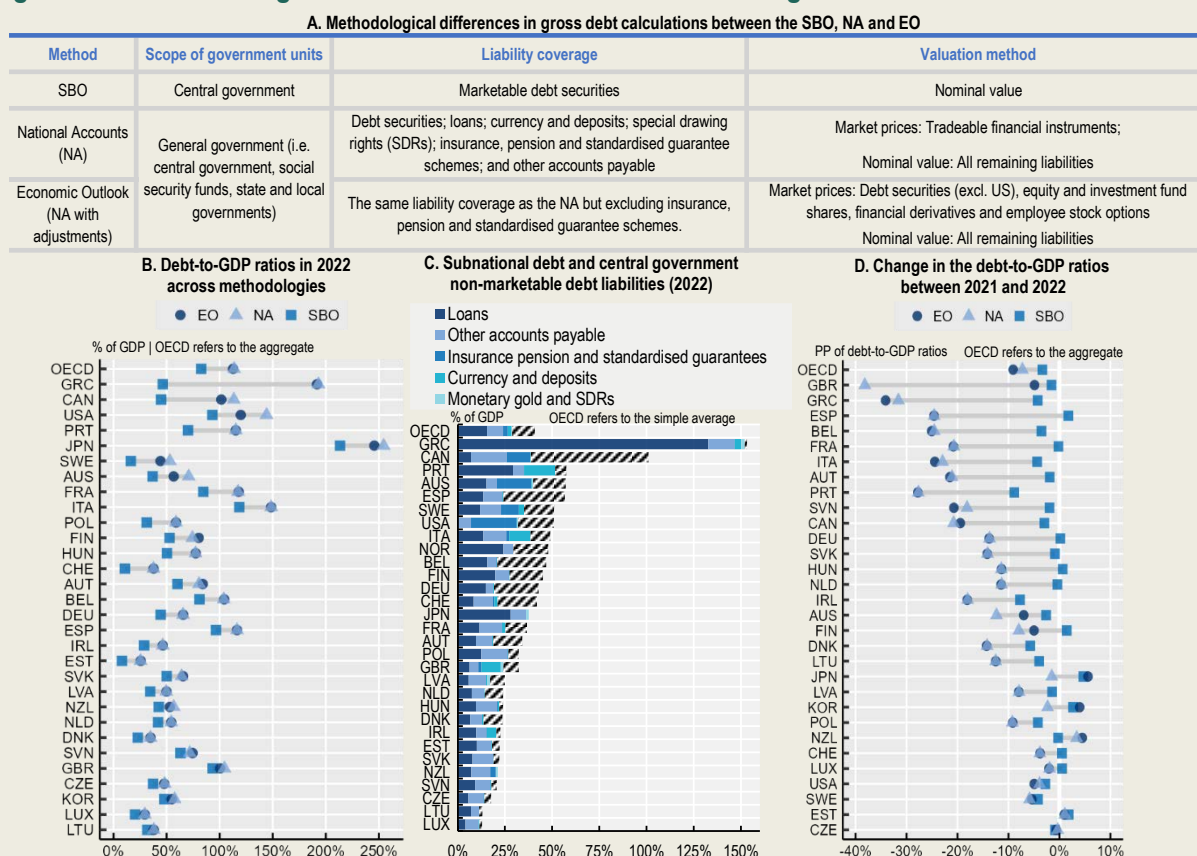 A. Methodological differences in gross debt calculations between the SBO, NA and EO
Method
Scope of government units
Liability coverage
Valuation method
SBO
Central government
Marketable debt securities
Nominal value
National Accounts
(NA)
General government (i.e.
central government, social
security funds, state and local
governments)
Debt securities; loans; currency and deposits; special drawing
rights (SDRs); insurance, pension and standardised guarantee
schemes; and other accounts payable
Market prices: Tradeable financial instruments;
Nominal value: All remaining liabilities
Economic Outlook
(NA with
adjustments)
The same liability coverage as the NA but excluding insurance,
pension and standardised guarantee schemes.
Market prices: Debt securities (excl. US), equity and investment fund
shares, financial derivatives and employee stock options
Nominal value: All remaining liabilities
B. Debt-to-GDP ratios in 2022
across methodologies
EO NA SBO
% of GDP | OECD refers to the aggregate
OECD
GRC
CAN
USA
PRT
JPN
SWE
AUS
FRA
ITA
POL
FIN
HUN
CHE
AUT
BEL
DEU
ESP
IRL
EST
SVK
LVA
NZL
NLD
DNK
SVN
GBR
CZE
KOR
LUX
LTU
0% 50% 100% 150% 200% 250%
C. Subnational debt and central government
non-marketable debt liabilities (2022)
Loans
Other accounts payable
Insurance pension and standardised guarantees
Currency and deposits
Monetary gold and SDRs
% of GDP OECD refers to the simple average
OECD
GRC
CAN
PRT
AUS
ESP
SWE
USA
ITA
NOR
BEL
FIN
DEU
CHE
JPN
FRA
AUT
POL
GBR
LVA
NLD
HUN
DNK
IRL
EST
SVK
NZL
SVN
CZE
LTU
LUX
0% 25% 50% 75% 100% 125% 150%
D. Change in the debt-to-GDP ratios
between 2021 and 2022
EO NA SBO
PP of debt-to-GDP ratios OECD refers to the aggregate
OECD
GBR
GRC
ESP
BEL
FRA
ITA
AUT
PRT
SVN
CAN
DEU
SVK
HUN
NLD
IRL
AUS
FIN
DNK
LTU
JPN
LVA
KOR
POL
NZL
CHE
LUX
USA
SWE
EST
CZE
-40% -30% -20% -10% 0% 10%